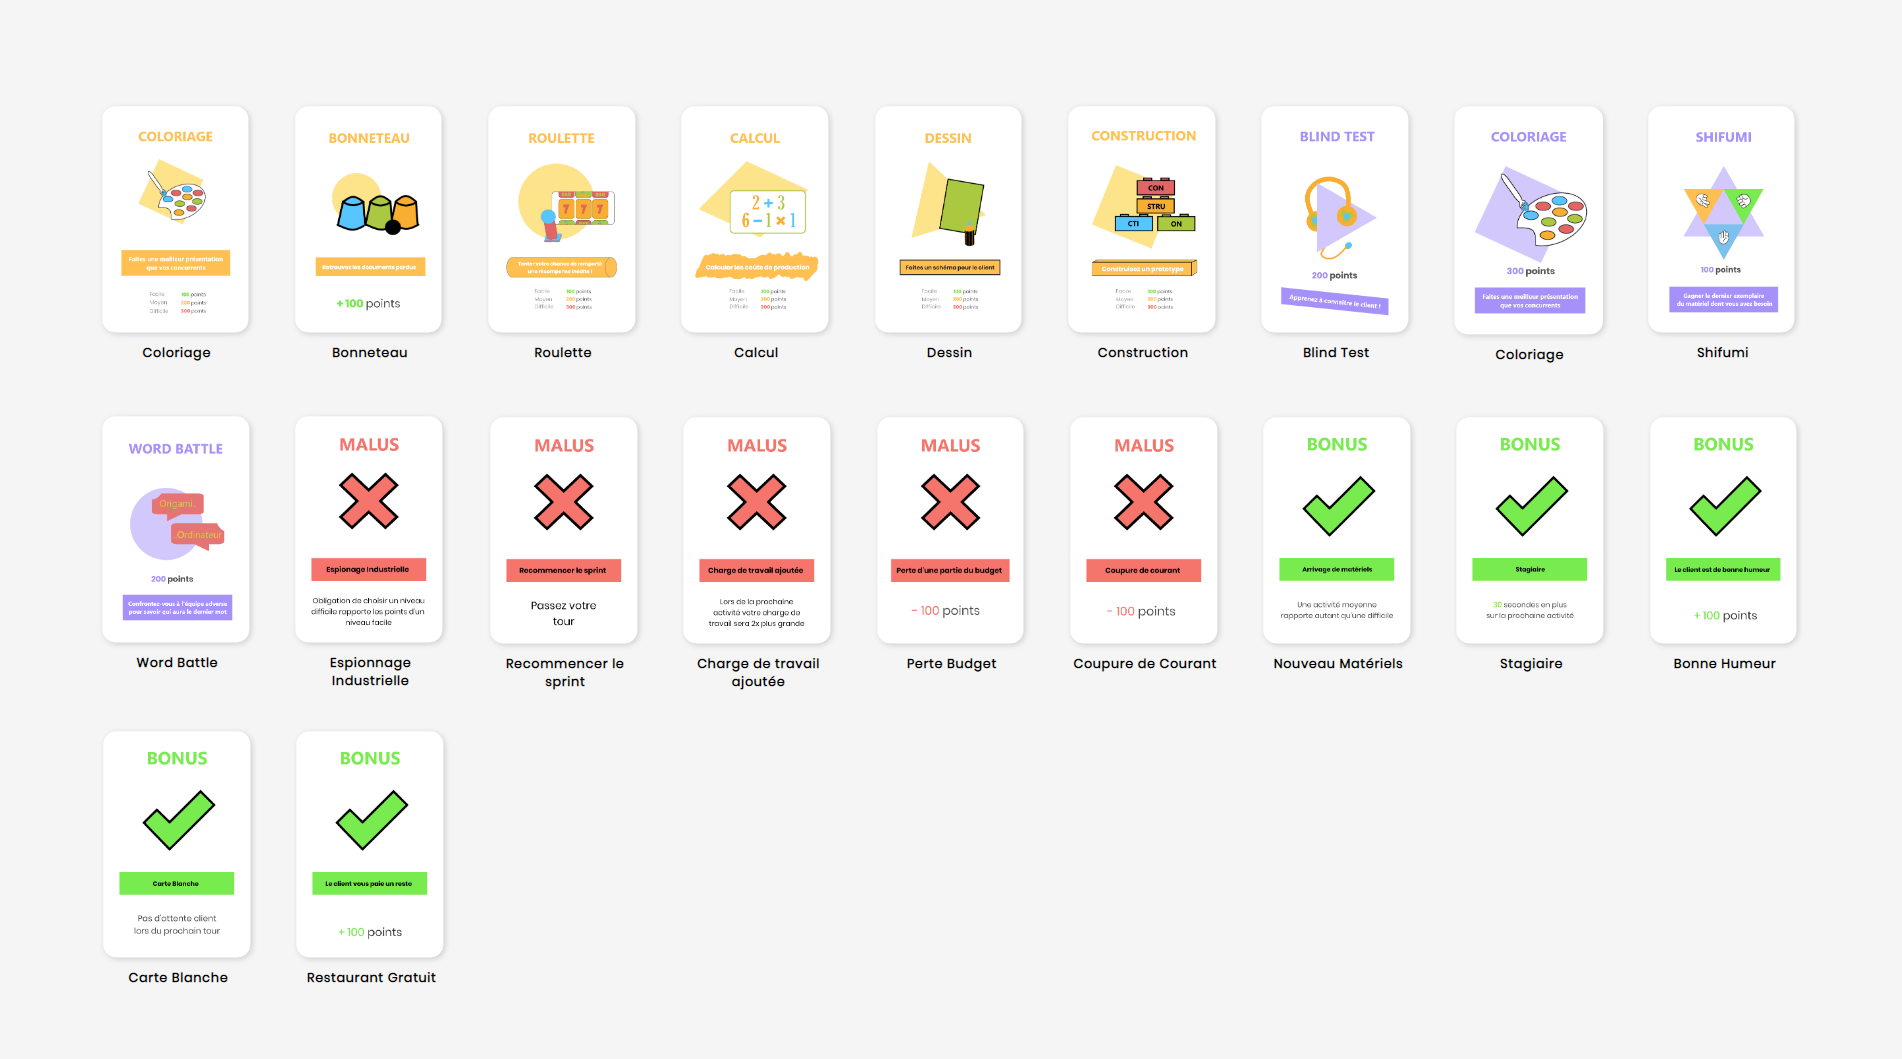 COLORIAGE
Faites une meilleur présentation
que vos concurrents
Facile 100 points
Moyen 200 points
Difficile 300 points
Coloriage
BONNETEAU
Retrouvez les documents perdus
+100 points
Bonneteau
ROULETTE
777
Tentez votre chance de remporté
une récompense inédite !
Facile 100 points
Moyen 200 points
Difficile 300 points
Roulette
CALCUL
2 + 3
6 - 1 × 1
Calculer les coûts de production
Facile 100 points
Moyen 200 points
Difficile 300 points
Calcul
DESSIN
Faites un schéma pour le client
Facile 100 points
Moyen 200 points
Difficile 300 points
Dessin
CONSTRUCTION
CON
STRU
CTI ON
Construisez un prototype
Facile 100 points
Moyen 200 points
Difficile 300 points
Construction
BLIND TEST
200 points
Apprenez à connaitre le client !
Blind Test
COLORIAGE
300 points
Faites une meilleur présentation
que vos concurrents
Coloriage
SHIFUMI
100 points
Gagner le dernier exemplaire
du matériel dont vous avez besoin
Shifumi
WORD BATTLE
Origami..
Ordinateur
200 points
Confrontez-vous à l'équipe adverse
pour savoir qui aura le dernier mot
Word Battle
MALUS
Espionage Industrielle
Obligation de choisir un niveau
difficile rapporte les points d'un
niveau facile
Espionnage
Industrielle
MALUS
Recommencer le sprint
Passez votre
tour
Recommencer le
sprint
MALUS
Charge de travail ajoutée
Lors de la prochaine
activité votre charge de
travail sera 2x plus grande
Charge de travail
ajoutée
MALUS
Perte d'une partie du budget
- 100 points
Perte Budget
MALUS
Coupure de courant
- 100 points
Coupure de Courant
BONUS
Arrivage de matériels
Une activité moyenne
rapporte autant qu'une difficile
Nouveau Matériels
BONUS
Stagiaire
30 secondes en plus
sur la prochaine activité
Stagiaire
BONUS
Le client est de bonne humeur
+100 points
Bonne Humeur
BONUS
Carte Blanche
Pas d'attente client
lors du prochain tour
Carte Blanche
BONUS
Le client vous paie un resto
+100 points
Restaurant Gratuit